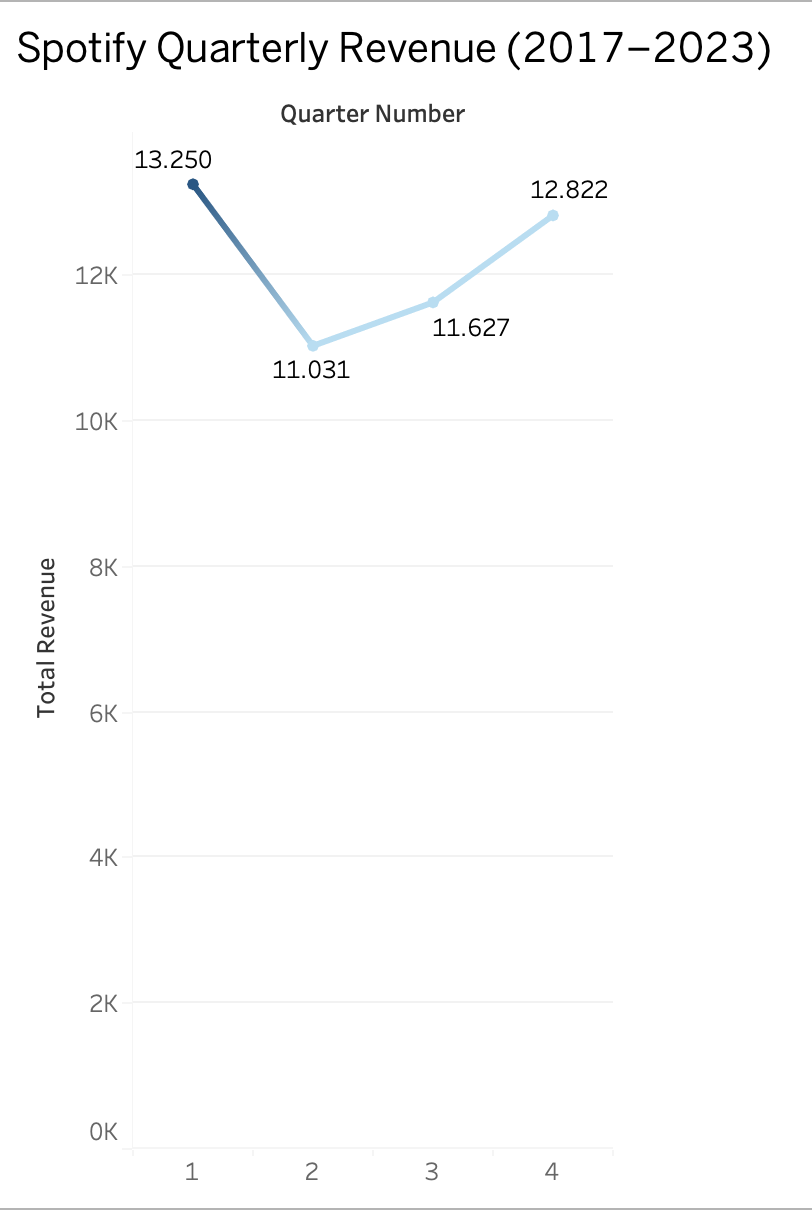 Spotify Quarterly Revenue (2017–2023)
Quarter Number
13.250
12.822
12K
11.627
11.031
10K
8K
Total Revenue
6K
4K
2K
0K
1 2 3 4